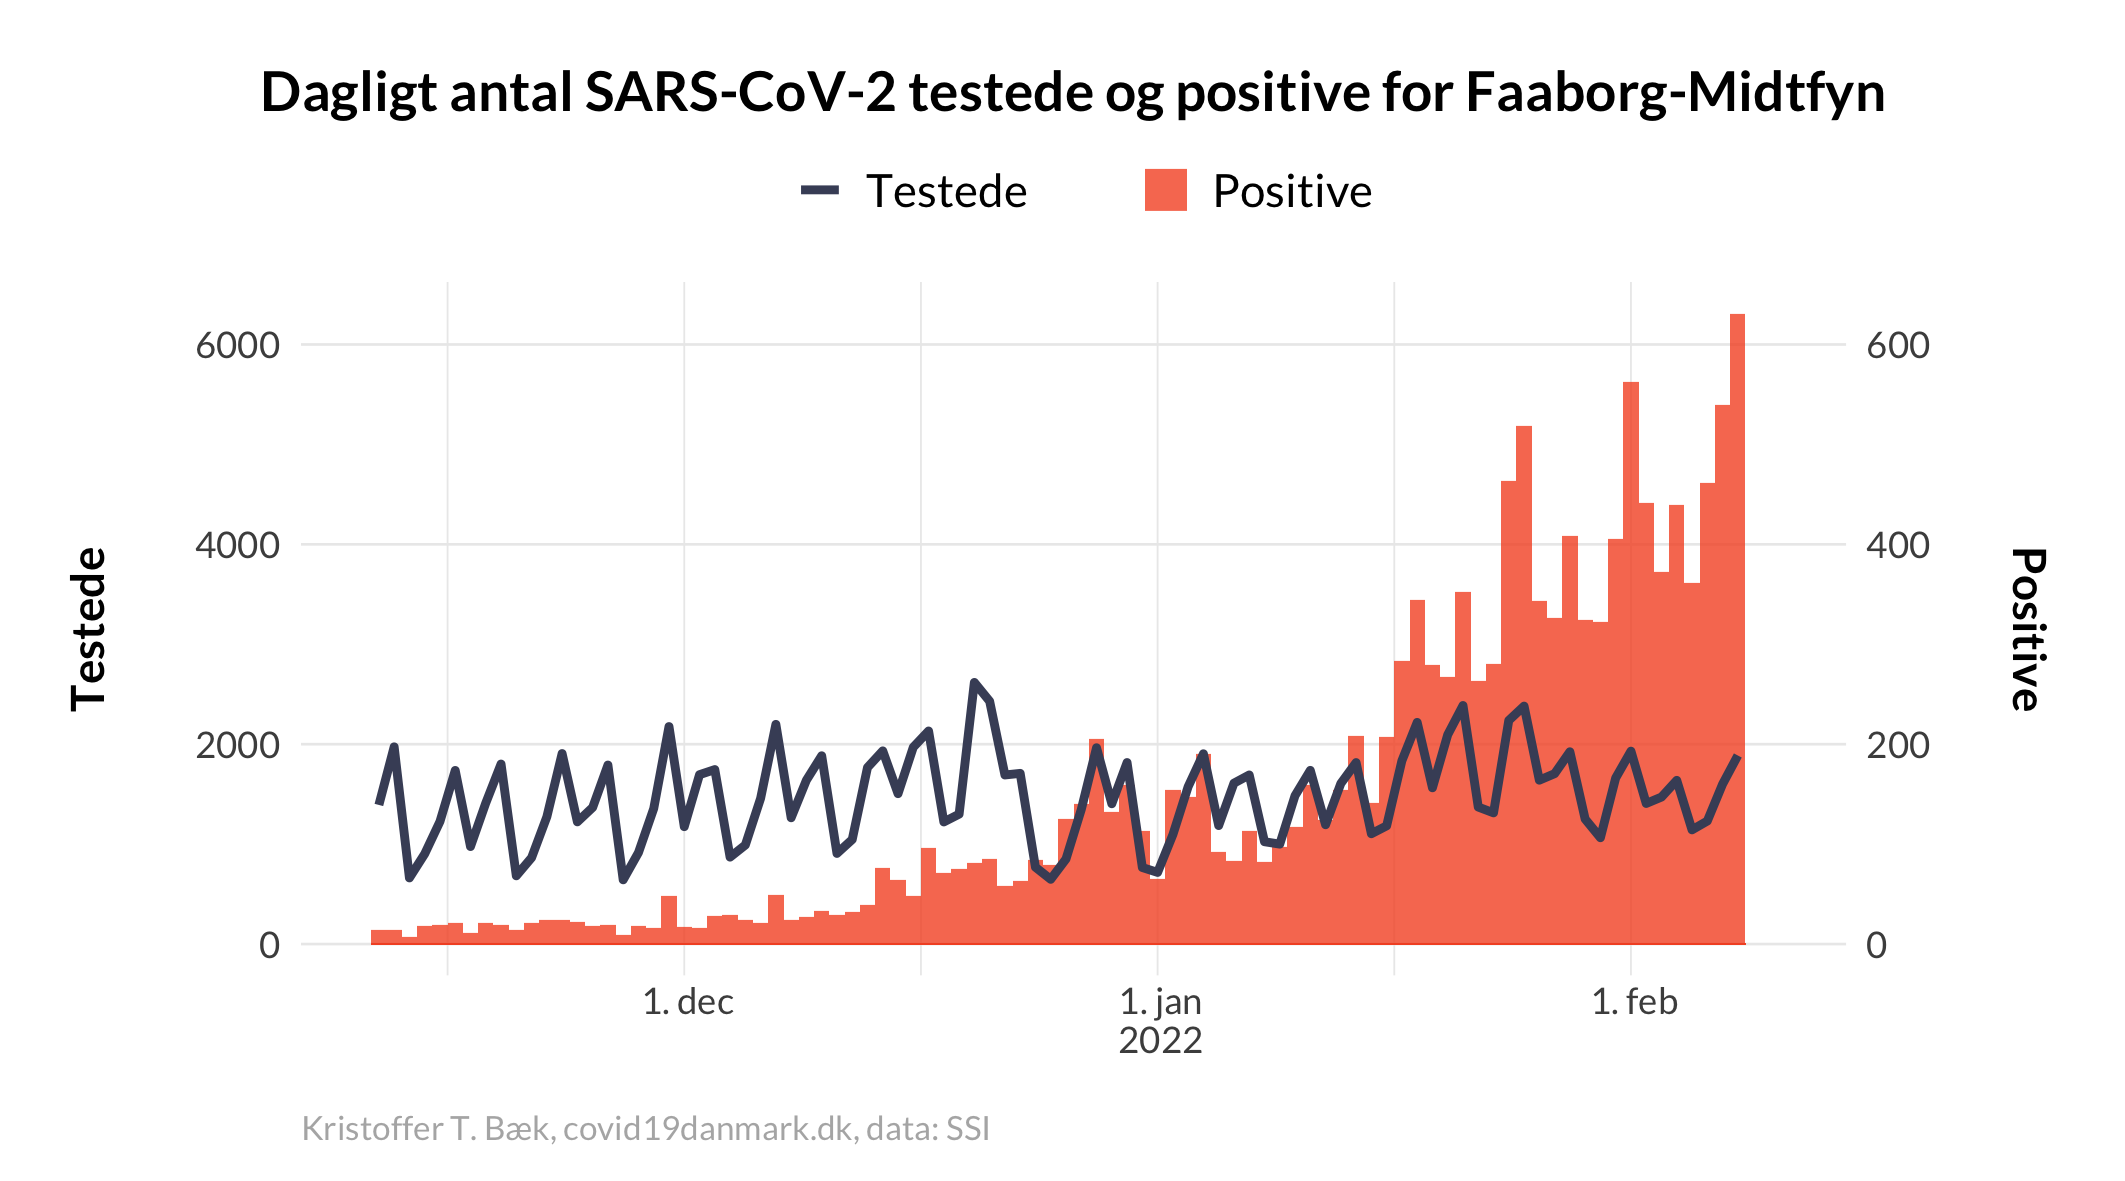 Dagligt antal SARS-CoV-2 testede og positive for Faaborg-Midtfyn
Testede
Positive
6000
4000
2000
0
600
400
200
0
Testede
Positive
1. dec
1. jan
2022
1. feb
Kristoffer T. Bæk, covid19danmark.dk, data: SSI